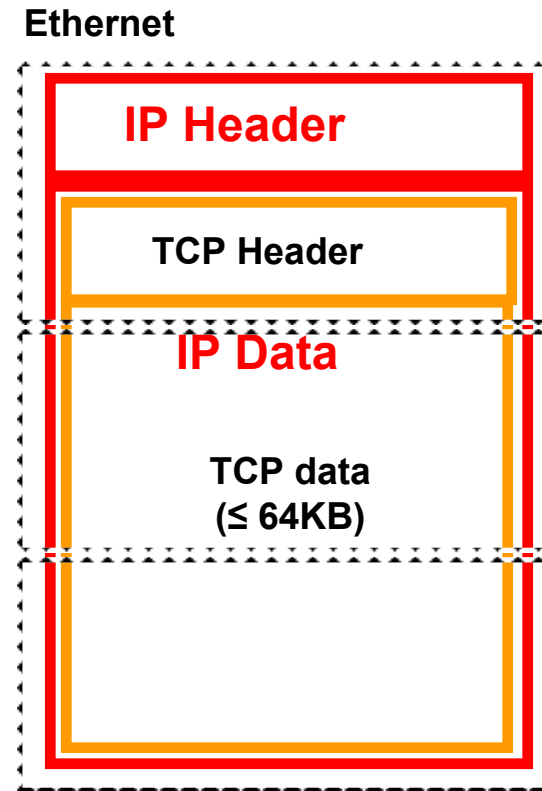 Ethernet
IP Header
TCP Header
IP Data
TCP data
(≤ 64KB)